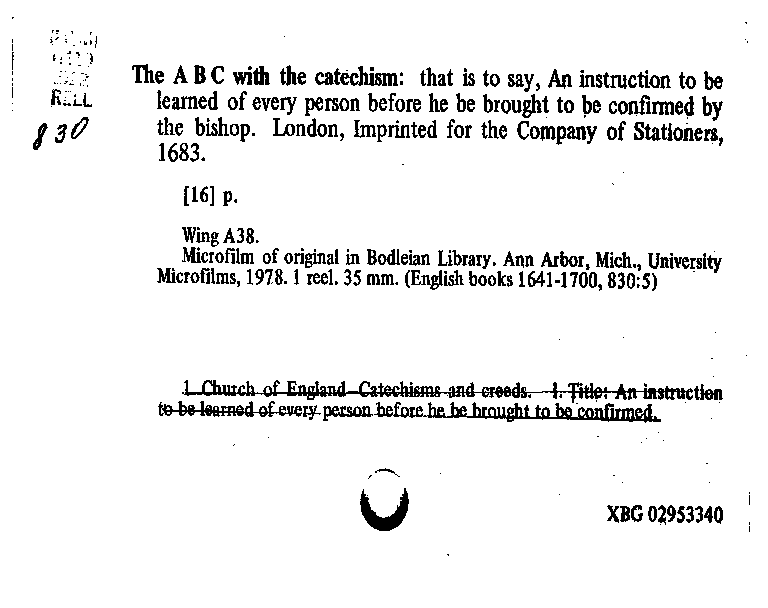 RELL
830
The A B C with the catechism: that is to say, An instruction to be
learned of every person before he be brought to be confirmed by
the bishop. London, Imprinted for the Company of Stationers,
1683.
[16] p.
Wing A38.
Microfilm of original in Bodleian Library. Ann Arbor, Mich., University
Microfilms, 1978. 1 reel. 35 mm. (English books 1641-1700, 830:5)
1. Church of England—Catechisms and creeds. I. Title: An instruction
to be learned of every person before he be brought to be confirmed.
XBG 02953340